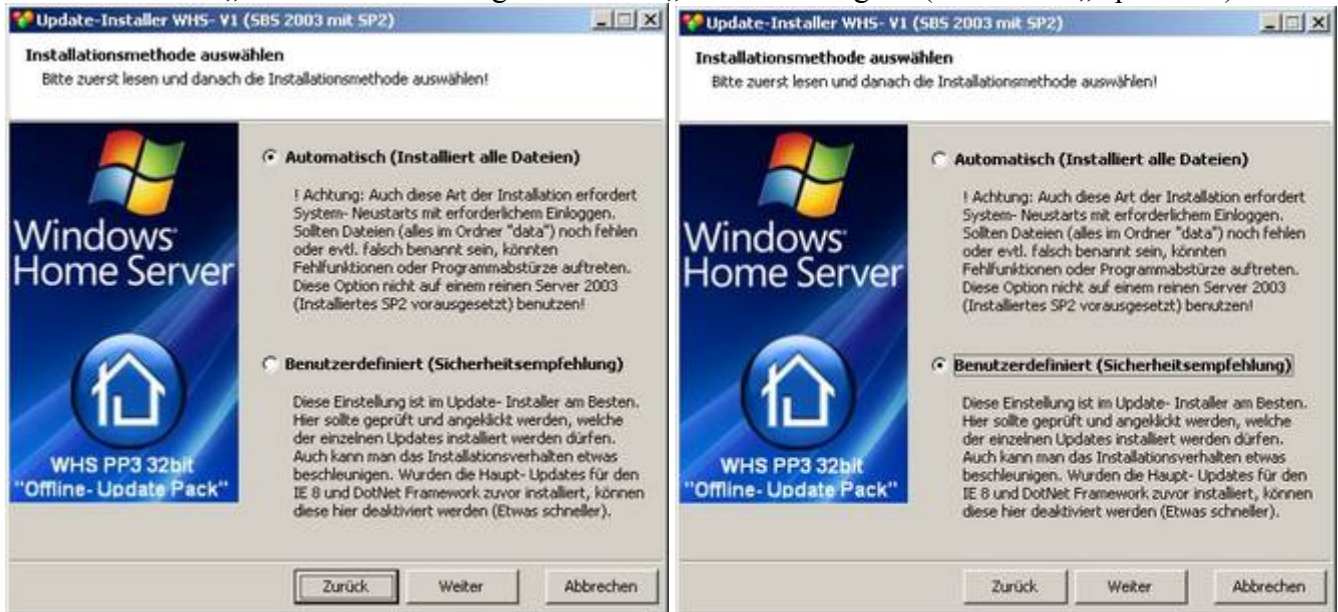 Update-Installer WHS- V1 (SBS 2003 mit SP2)
Installationsmethode auswählen
Bitte zuerst lesen und danach die Installationsmethode auswählen!
Windows
Home Server
WHS PP3 32bit
"Offline- Update Pack"
Automatisch (Installiert alle Dateien)
! Achtung: Auch diese Art der Installation erfordert
System- Neustarts mit erforderlichem Einloggen.
Sollten Dateien (alles im Ordner "data") noch fehlen
oder evtl. falsch benannt sein, könnten
Fehlfunktionen oder Programmabstürze auftreten.
Diese Option nicht auf einem reinen Server 2003
(Installiertes SP2 vorausgesetzt) benutzen!
Benutzerdefiniert (Sicherheitsempfehlung)
Diese Einstellung ist im Update- Installer am Besten.
Hier sollte geprüft und angeklickt werden, welche
der einzelnen Updates installiert werden dürfen.
Auch kann man das Installationsverhalten etwas
beschleunigen. Wurden die Haupt- Updates für den
IE 8 und DotNet Framework zuvor installiert, können
diese hier deaktiviert werden (Etwas schneller).
Zurück Weiter Abbrechen
Update-Installer WHS- V1 (SBS 2003 mit SP2)
Installationsmethode auswählen
Bitte zuerst lesen und danach die Installationsmethode auswählen!
Windows
Home Server
WHS PP3 32bit
"Offline- Update Pack"
Automatisch (Installiert alle Dateien)
! Achtung: Auch diese Art der Installation erfordert
System- Neustarts mit erforderlichem Einloggen.
Sollten Dateien (alles im Ordner "data") noch fehlen
oder evtl. falsch benannt sein, könnten
Fehlfunktionen oder Programmabstürze auftreten.
Diese Option nicht auf einem reinen Server 2003
(Installiertes SP2 vorausgesetzt) benutzen!
Benutzerdefiniert (Sicherheitsempfehlung)
Diese Einstellung ist im Update- Installer am Besten.
Hier sollte geprüft und angeklickt werden, welche
der einzelnen Updates installiert werden dürfen.
Auch kann man das Installationsverhalten etwas
beschleunigen. Wurden die Haupt- Updates für den
IE 8 und DotNet Framework zuvor installiert, können
diese hier deaktiviert werden (Etwas schneller).
Zurück Weiter Abbrechen